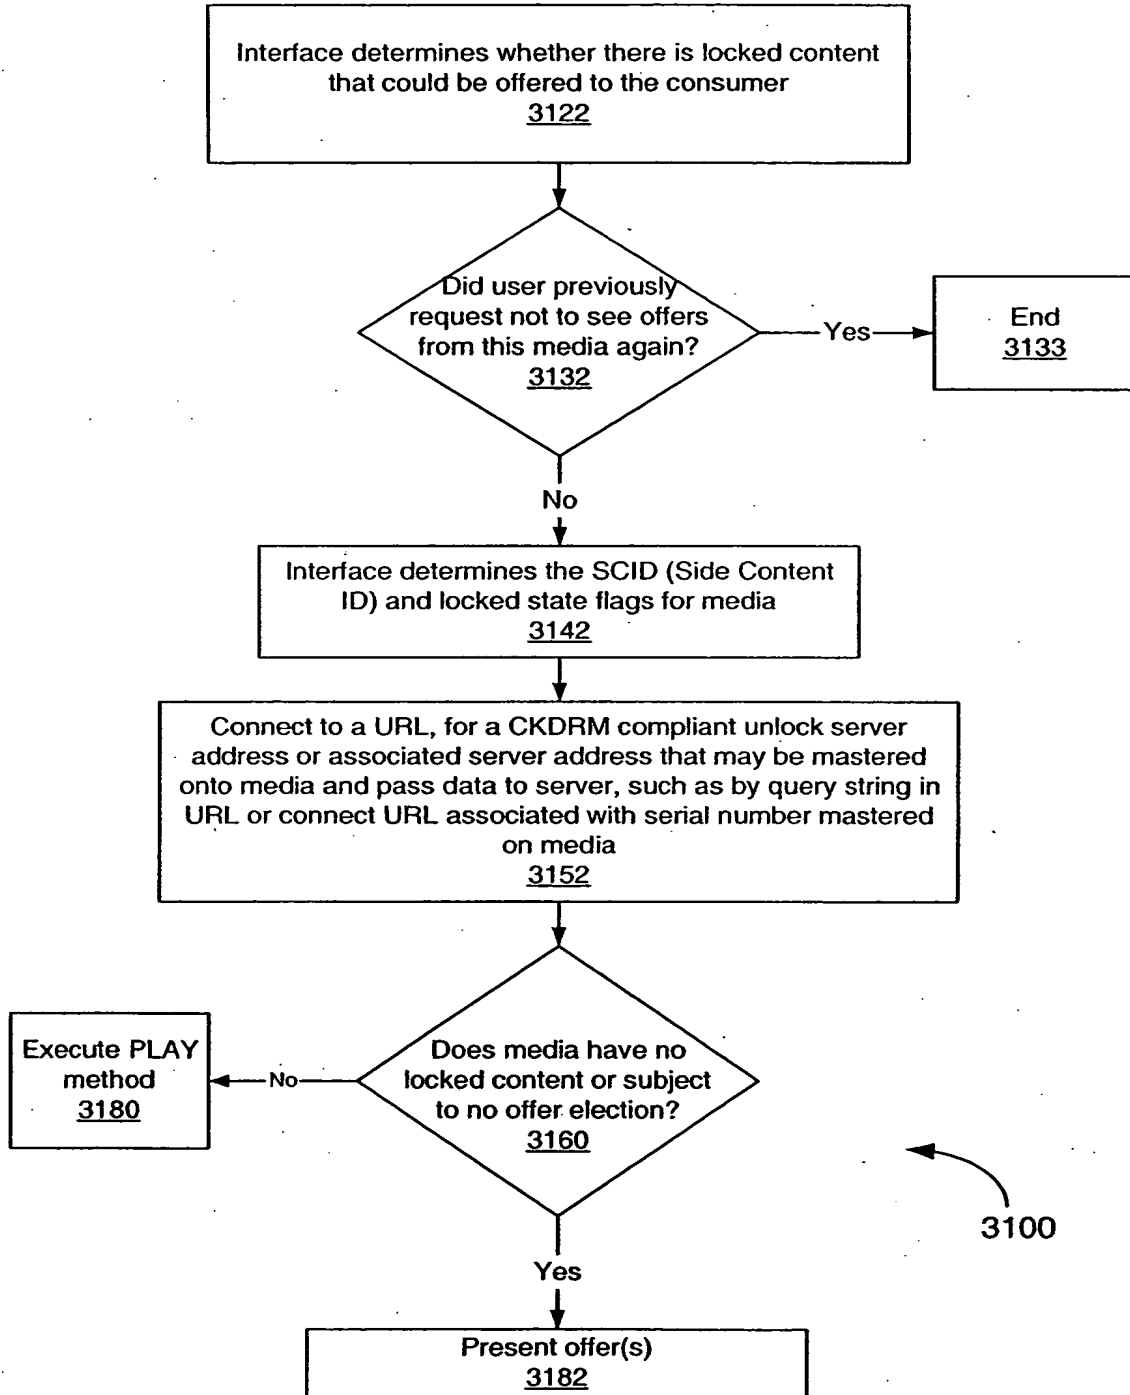 Interface determines whether there is locked content
that could be offered to the consumer
3122
Did user previously
request not to see offers
from this media again?
3132
Yes
End
3133
No
Interface determines the SCID (Side Content
ID) and locked state flags for media
3142
Connect to a URL, for a CKDRM compliant unlock server
address or associated server address that may be mastered
onto media and pass data to server, such as by query string in
URL or connect URL associated with serial number mastered
on media
3152
Does media have no
locked content or subject
to no offer election?
3160
No
Execute PLAY
method
3180
3100
Yes
Present offer(s)
3182